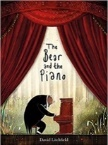 The
Bear
and the
Piano
David Litchfield